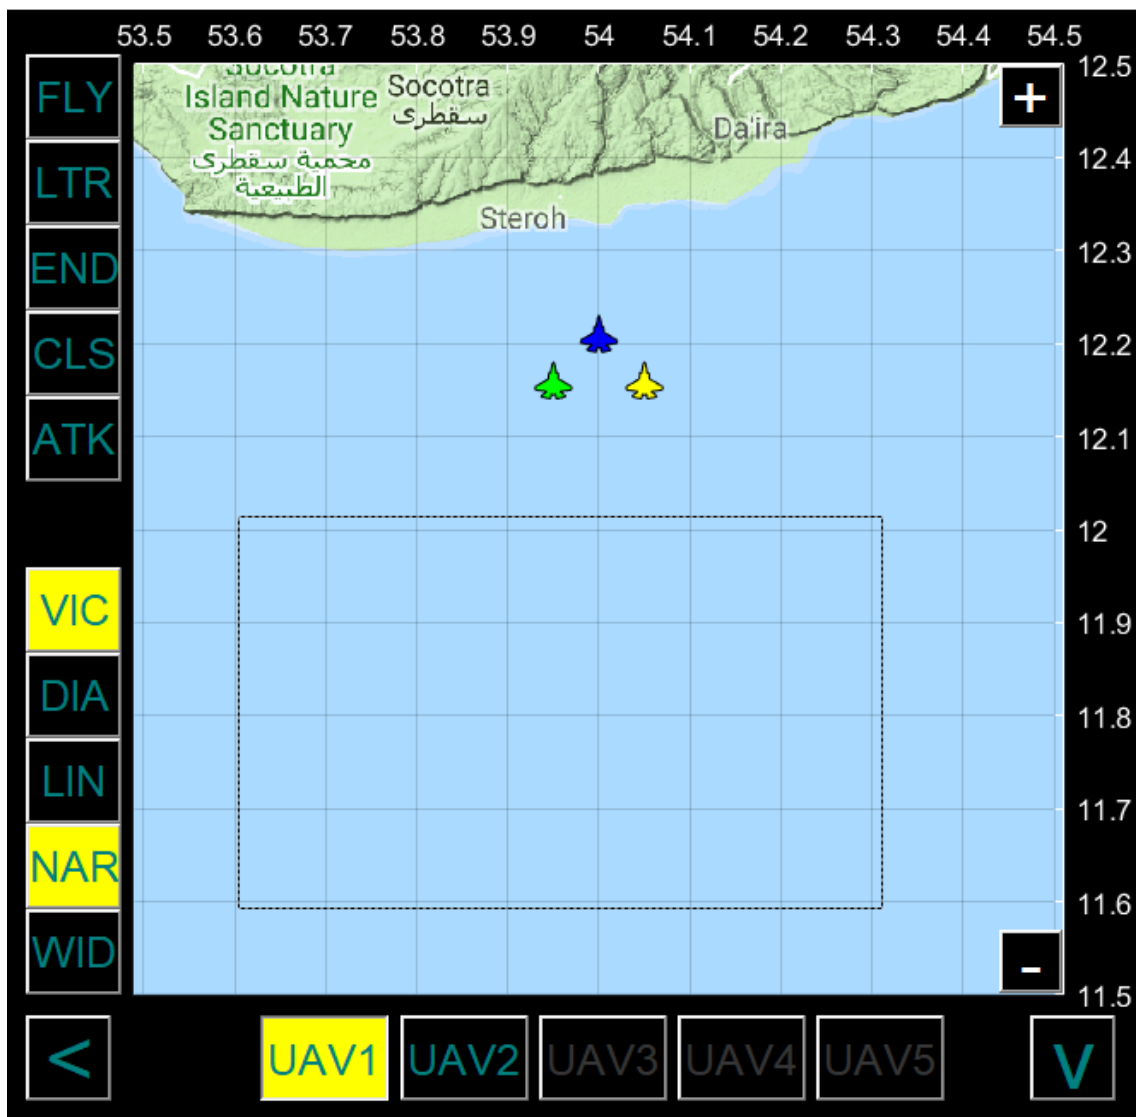 53.5 53.6 53.7 53.8 53.9 54 54.1 54.2 54.3 54.4 54.5
12.5
12.4
12.3
12.2
12.1
12
11.9
11.8
11.7
11.6
11.5
FLY
LTR
END
CLS
ATK
VIC
DIA
LIN
NAR
WID
Socotra
Island Nature
Sanctuary
محمية سقطرى
الطبيعية
Socotra
سقطرى
Da'ira
Steroh
+
-
< UAV1 UAV2 UAV3 UAV4 UAV5 V